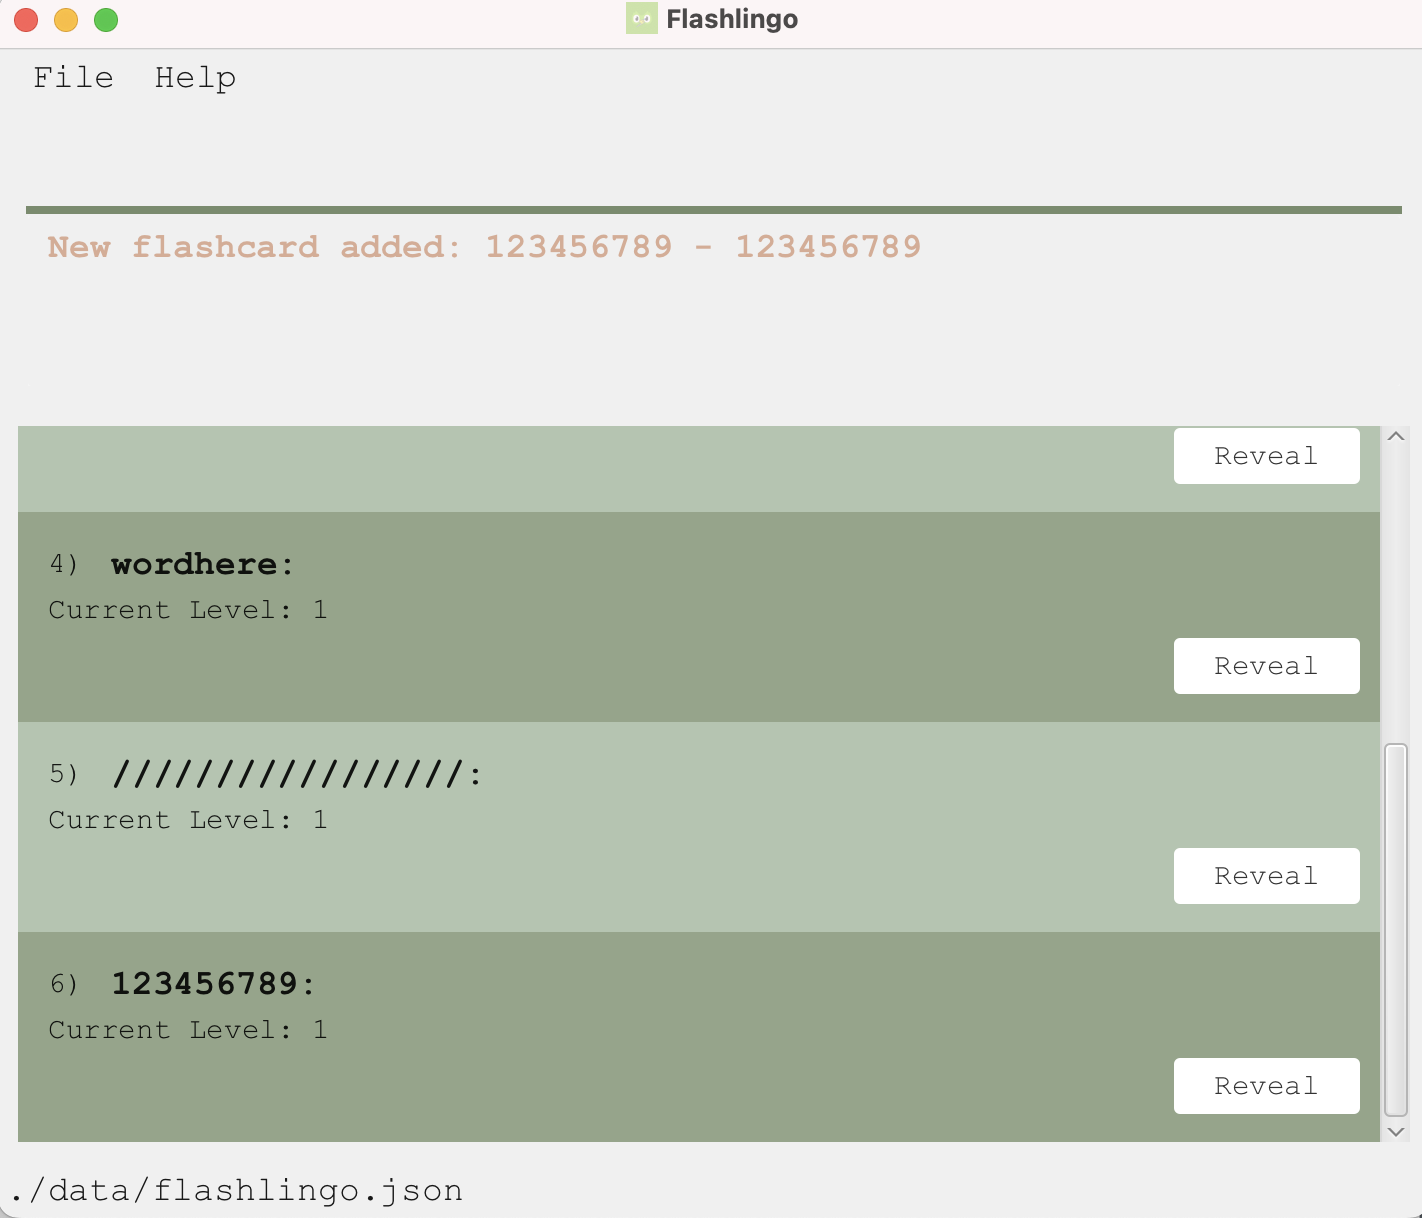 Flashlingo
File Help
New flashcard added: 123456789 - 123456789
Reveal
4) wordhere:
Current Level: 1
Reveal
5) /////////////////:
Current Level: 1
Reveal
6) 123456789:
Current Level: 1
Reveal
./data/flashlingo.json